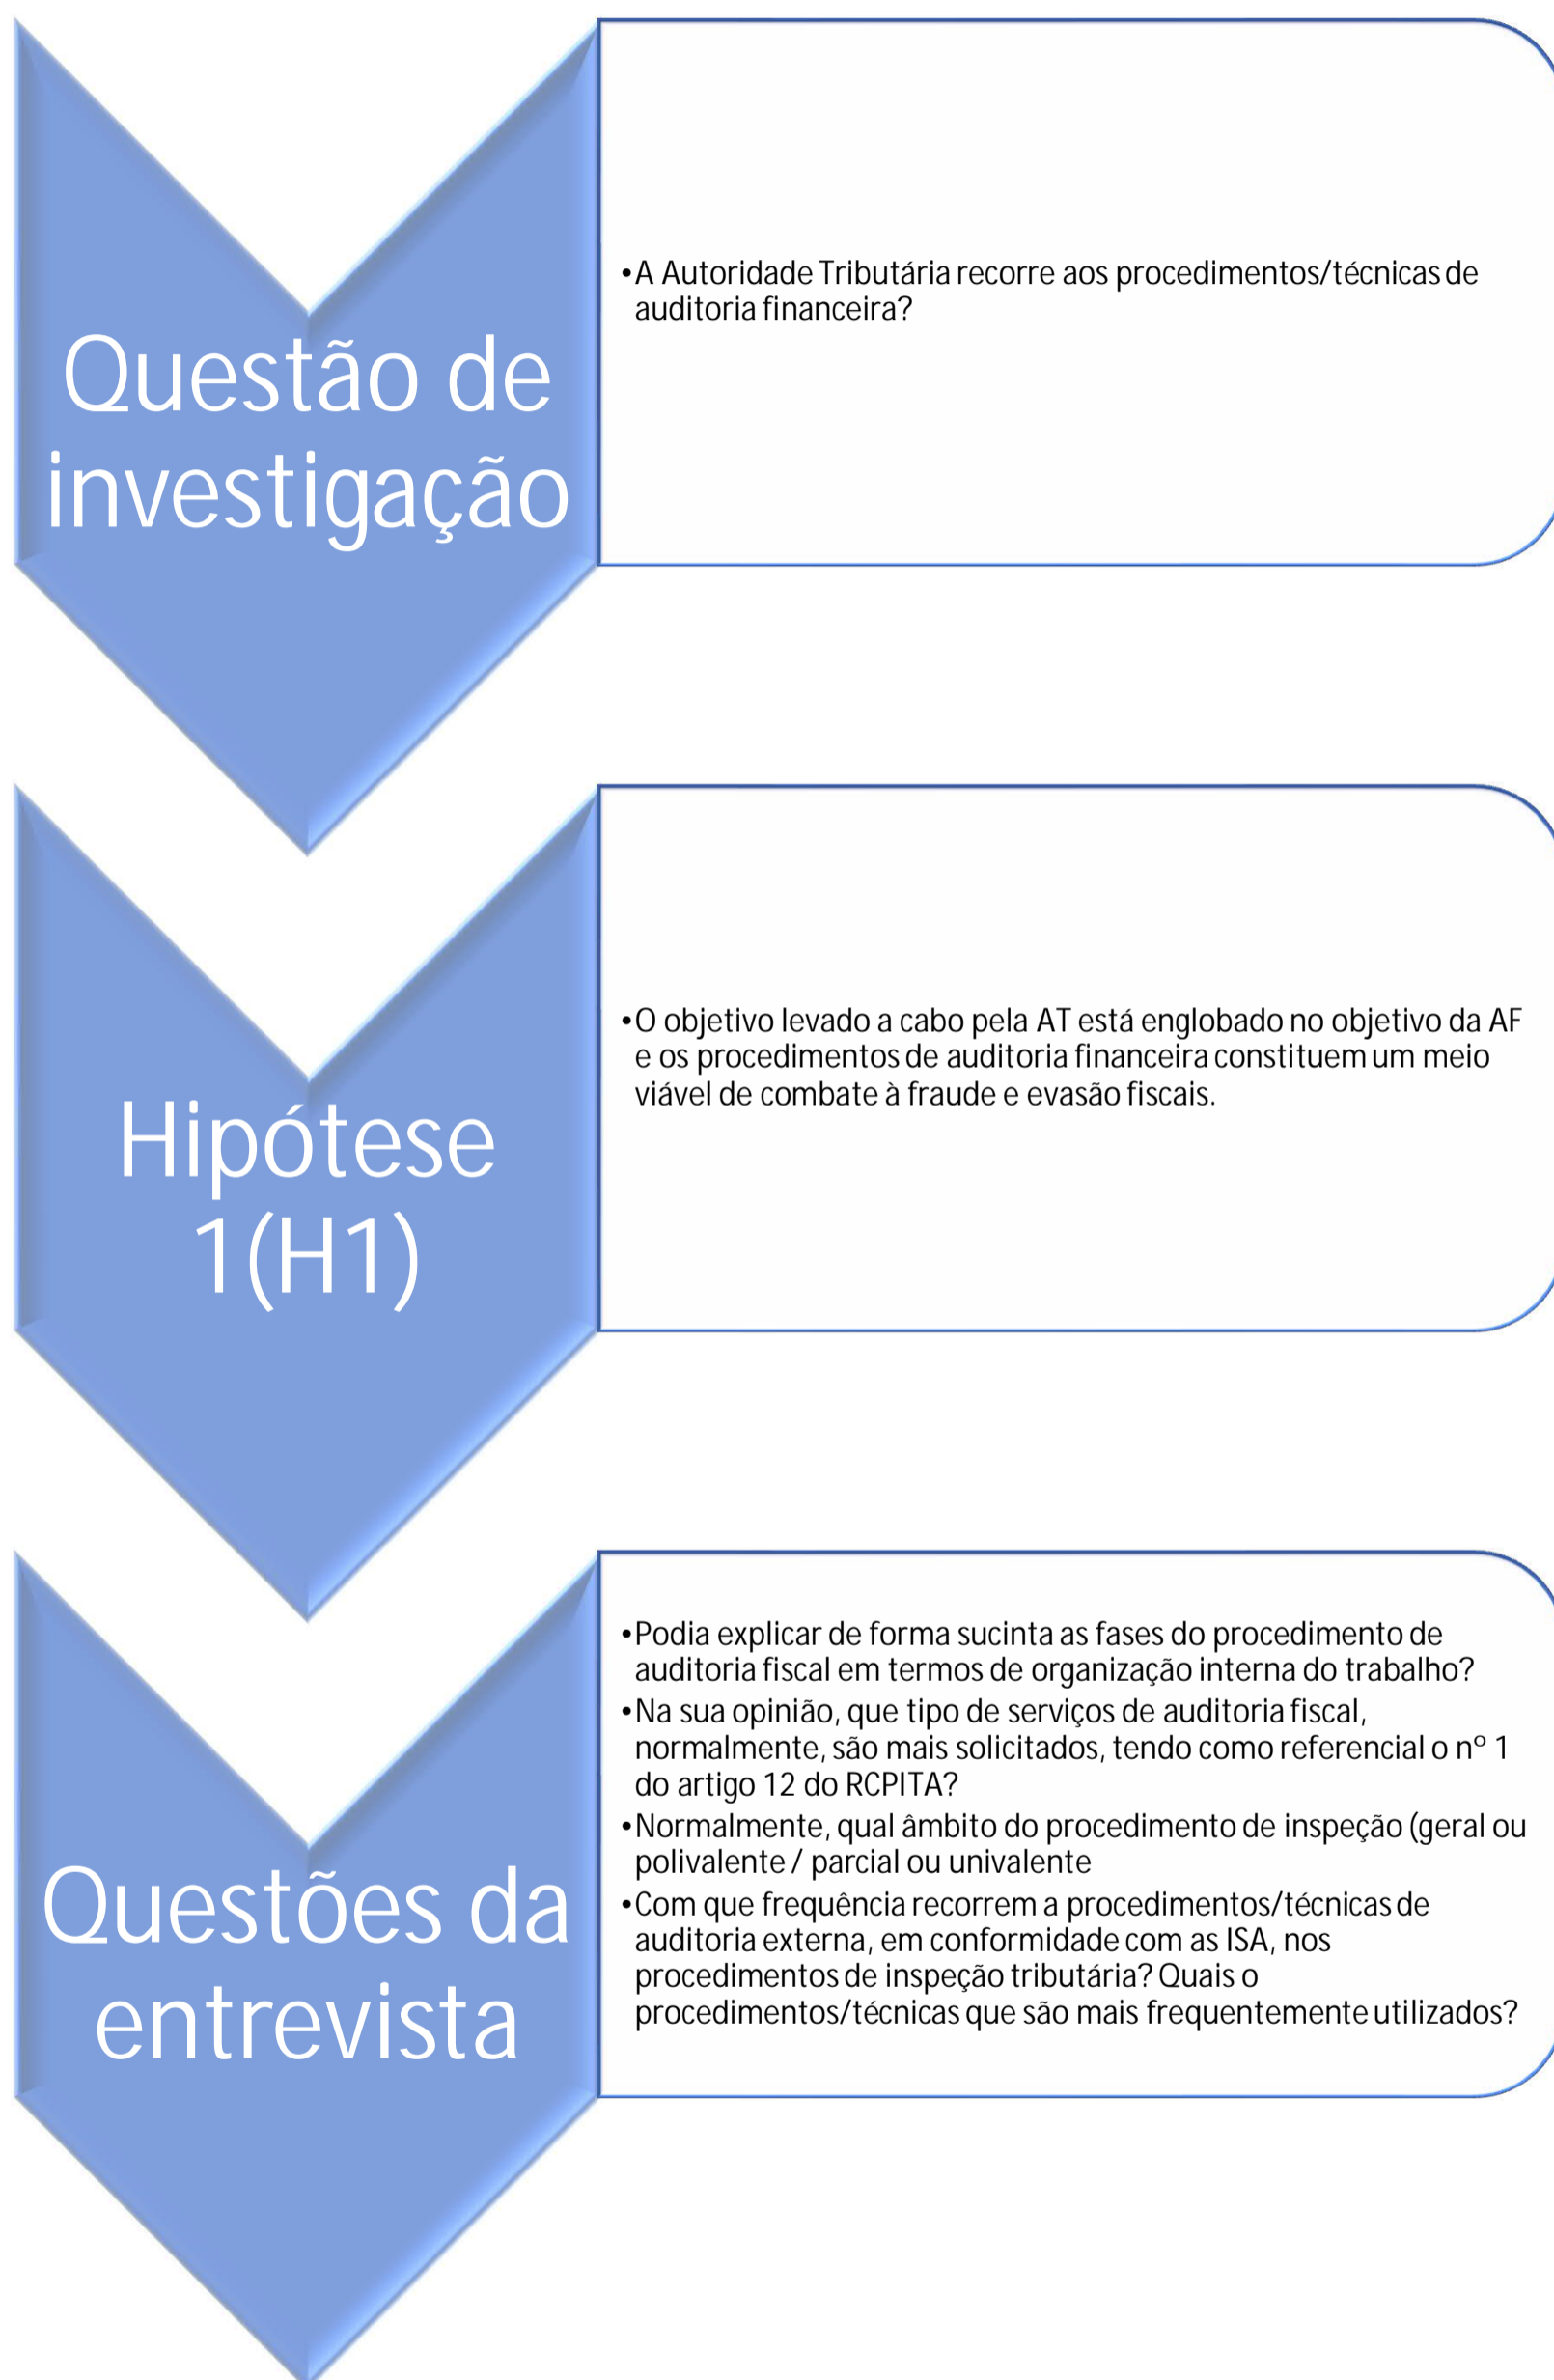 Questão de
investigação
•A Autoridade Tributária recorre aos procedimentos/técnicas de
auditoria financeira?
Hipótese
1(H1)
•O objetivo levado a cabo pela AT está englobado no objetivo da AF
e os procedimentos de auditoria financeira constituem um meio
viável de combate à fraude e evasão fiscais.
Questões da
entrevista
•Podia explicar de forma sucinta as fases do procedimento de
auditoria fiscal em termos de organização interna do trabalho?
•Na sua opinião, que tipo de serviços de auditoria fiscal,
normalmente, são mais solicitados, tendo como referencial o nº 1
do artigo 12 do RCPITA?
•Normalmente, qual âmbito do procedimento de inspeção (geral ou
polivalente / parcial ou univalente
•Com que frequência recorrem a procedimentos/técnicas de
auditoria externa, em conformidade com as ISA, nos
procedimentos de inspeção tributária? Quais o
procedimentos/técnicas que são mais frequentemente utilizados?